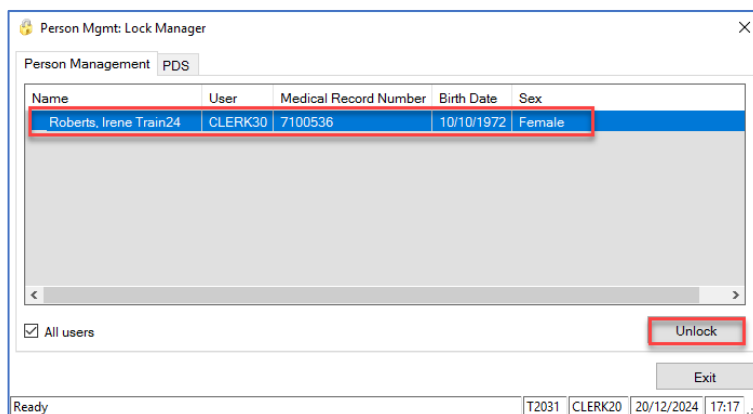 Person Mgmt: Lock Manager
Person Management PDS
Name User Medical Record Number Birth Date Sex
__Roberts, Irene Train24 CLERK30 7100536 10/10/1972 Female
All users Unlock
Exit
Ready T2031 CLERK20 20/12/2024 17:17